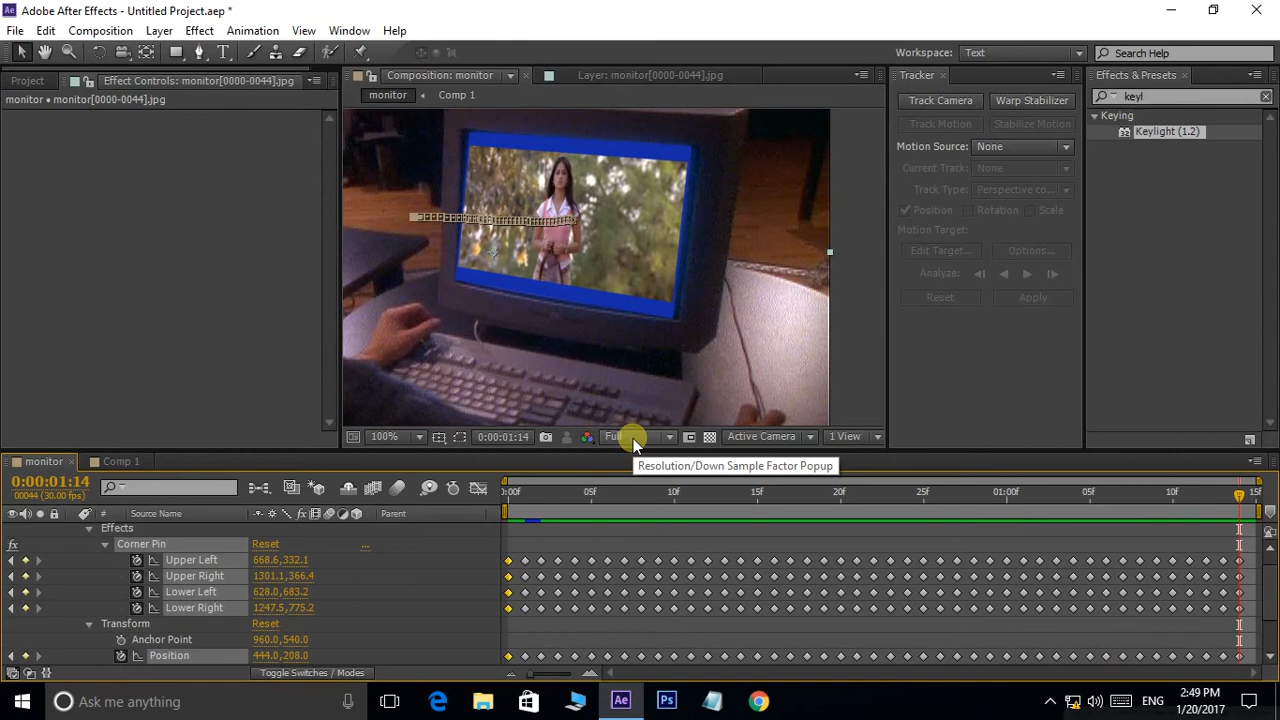 Adobe After Effects - Untitled Project.aep *
File Edit Composition Layer Effect Animation View Window Help
Workspace: Text Search Help
Project Effect Controls: monitor[0000-0044].jpg Composition: monitor Layer: monitor[0000-0044].jpg Tracker Effects & Presets
monitor • monitor[0000-0044].jpg monitor Comp 1 Track Camera Warp Stabilizer keyl
Track Motion Stabilize Motion Keying
Motion Source: None Keylight (1.2)
Current Track: None
Track Type: Perspective co...
Position Rotation Scale
Motion Target:
Edit Target... Options...
Analyze:
Reset Apply
100% 0:00:01:14 Full Active Camera 1 View
Resolution/Down Sample Factor Popup
monitor Comp 1
0:00:01:14
00044 (30.00 fps)
:00f 05f 10f 15f 20f 25f 01:00f 05f 10f 15f
# Source Name Parent
Effects
fx Corner Pin Reset ...
Upper Left 668.6,332.1
Upper Right 1301.1,366.4
Lower Left 628.0,683.2
Lower Right 1247.5,775.2
Transform Reset
Anchor Point 960.0,540.0
Position 444.0,208.0
Toggle Switches / Modes
Ask me anything Ae Ps 2:49 PM
1/20/2017